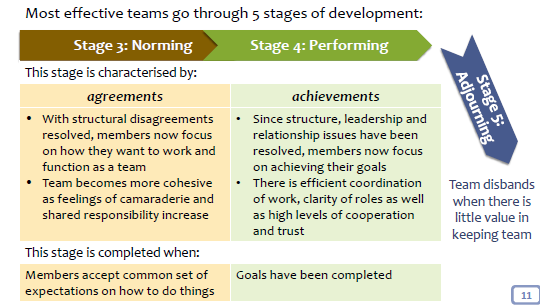 Most effective teams go through 5 stages of development:
Stage 3: Norming
Stage 4: Performing
Stage 5:
Adjourning
This stage is characterised by:
agreements
• With structural disagreements
resolved, members now focus
on how they want to work and
function as a team
• Team becomes more cohesive
as feelings of camaraderie and
shared responsibility increase
achievements
• Since structure, leadership and
relationship issues have been
resolved, members now focus
on achieving their goals
• There is efficient coordination
of work, clarity of roles as well
as high levels of cooperation
and trust
Team disbands
when there is
little value in
keeping team
This stage is completed when:
Members accept common set of
expectations on how to do things
Goals have been completed
11